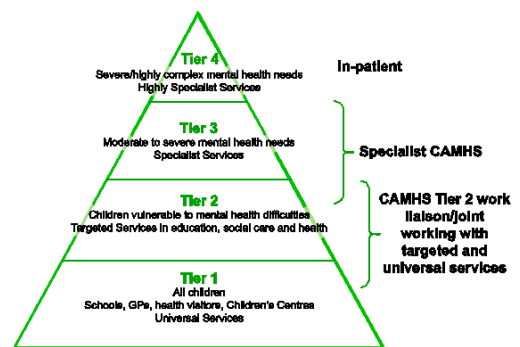 Tier 4
Severe/highly complex mental health needs
Highly Specialist Services
In-patient
Tier 3
Moderate to severe mental health needs
Specialist Services
Specialist CAMHS
Tier 2
Children vulnerable to mental health difficulties
Targeted Services in education, social care and health
CAMHS Tier 2 work
liaison/joint
working with
targeted and
universal services
Tier 1
All children
Schools, GPs, health visitors, Children's Centres
Universal Services